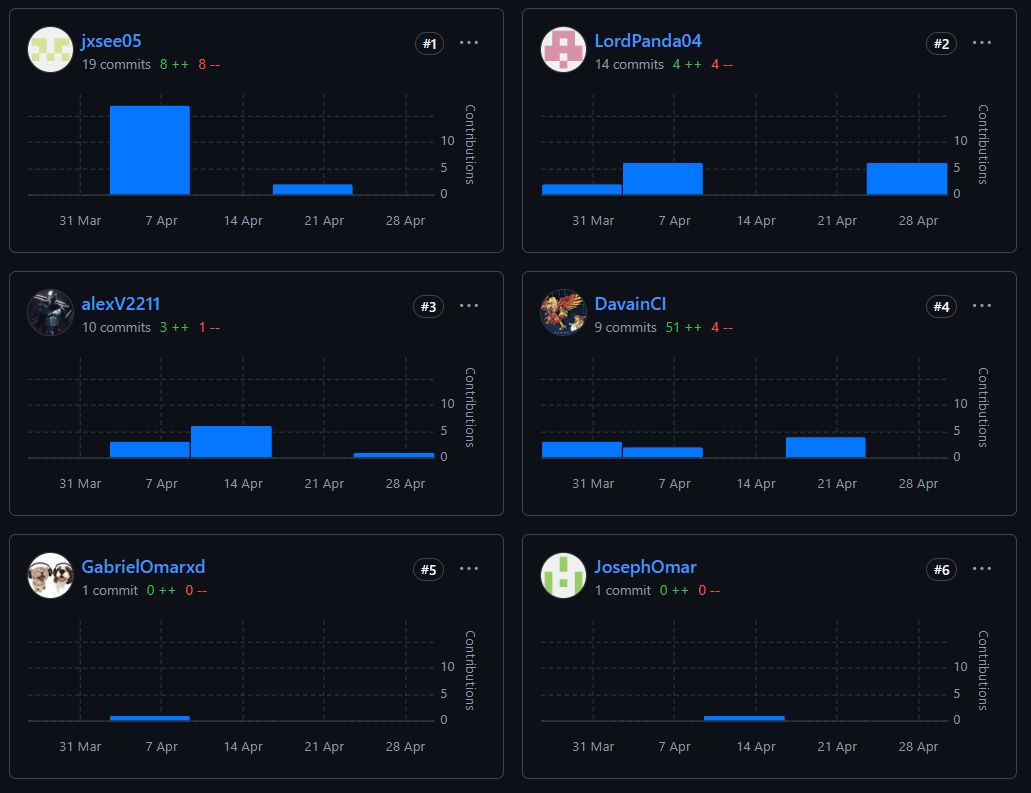 jxsee05 #1 ...
19 commits 8 ++ 8 --
Contributions
10
5
0
31 Mar 7 Apr 14 Apr 21 Apr 28 Apr
LordPanda04 #2 ...
14 commits 4 ++ 4 --
Contributions
10
5
0
31 Mar 7 Apr 14 Apr 21 Apr 28 Apr
alexV2211 #3 ...
10 commits 3 ++ 1 --
Contributions
10
5
0
31 Mar 7 Apr 14 Apr 21 Apr 28 Apr
DavainCl #4 ...
9 commits 51 ++ 4 --
Contributions
10
5
0
31 Mar 7 Apr 14 Apr 21 Apr 28 Apr
GabrielOmarxd #5 ...
1 commit 0 ++ 0 --
Contributions
10
5
0
31 Mar 7 Apr 14 Apr 21 Apr 28 Apr
JosephOmar #6 ...
1 commit 0 ++ 0 --
Contributions
10
5
0
31 Mar 7 Apr 14 Apr 21 Apr 28 Apr